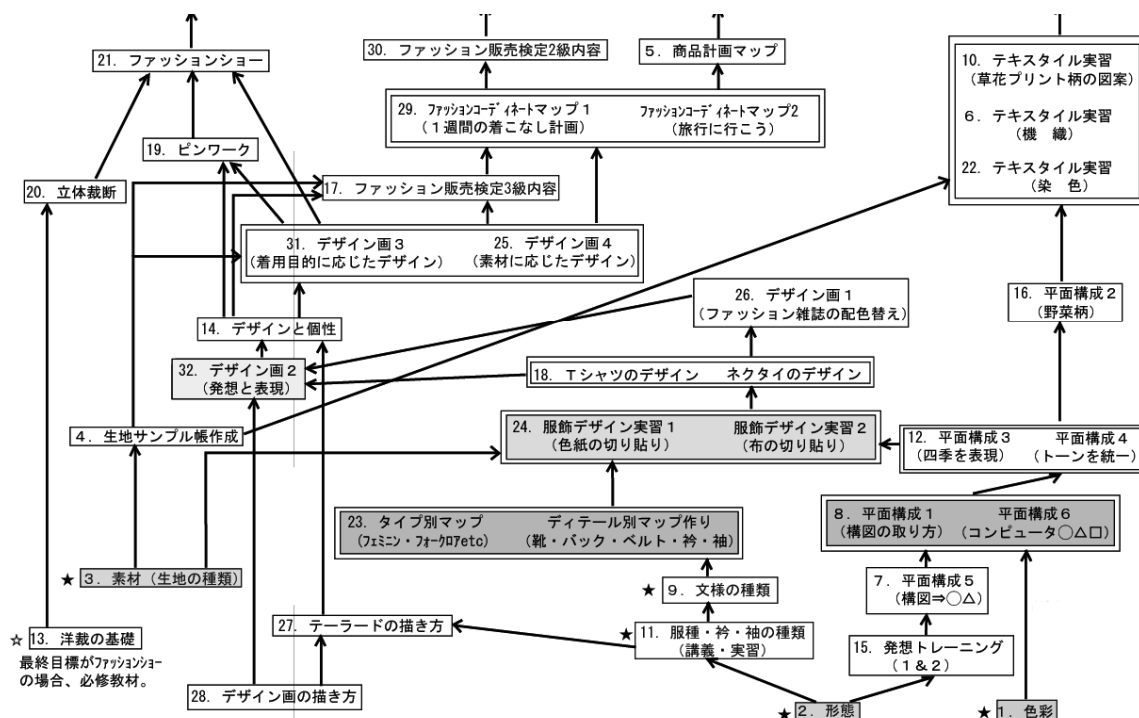 30. ファッション販売検定2級内容
5. 商品計画マップ
21. ファッションショー
10. テキスタイル実習
(草花プリント柄の図案)
6. テキスタイル実習
(機 織)
22. テキスタイル実習
(染 色)
29. ファッションコーディネートマップ1
(1週間の着こなし計画)
ファッションコーディネートマップ2
(旅行に行こう)
19. ピンワーク
20. 立体裁断
17. ファッション販売検定3級内容
31. デザイン画3
(着用目的に応じたデザイン)
25. デザイン画4
(素材に応じたデザイン)
26. デザイン画1
(ファッション雑誌の配色替え)
16. 平面構成2
(野菜柄)
14. デザインと個性
32. デザイン画2
(発想と表現)
18. Tシャツのデザイン ネクタイのデザイン
4. 生地サンプル帳作成
24. 服飾デザイン実習1
(色紙の切り貼り)
服飾デザイン実習2
(布の切り貼り)
12. 平面構成3
(四季を表現)
平面構成4
(トーンを統一)
23. タイプ別マップ
(フェミニン・フォークロアetc)
ディテール別マップ作り
(靴・バック・ベルト・衿・袖)
8. 平面構成1
(構図の取り方)
平面構成6
(コンピュータ○△□)
★ 3. 素材(生地の種類)
★ 9. 文様の種類
7. 平面構成5
(構図⇒○△)
☆ 13. 洋裁の基礎
最終目標がファッションショー
の場合、必修教材。
27. テーラードの描き方
★ 11. 服種・衿・袖の種類
(講義・実習)
15. 発想トレーニング
(1&2)
28. デザイン画の描き方
★ 2. 形態
★ 1. 色彩